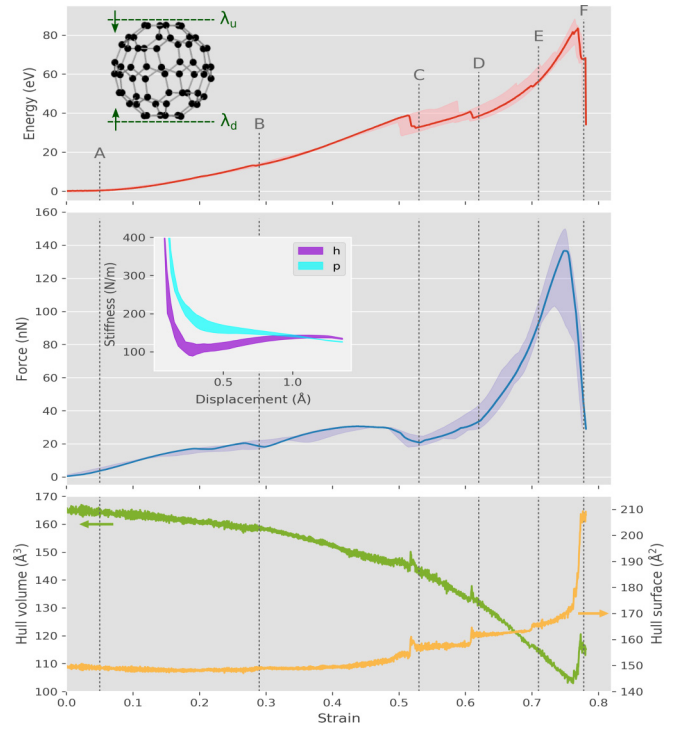 λu
λd
Energy (eV)
80
60
40
20
0
A
B
C
D
E
F
Force (nN)
160
140
120
100
80
60
40
20
0
Stiffness (N/m)
400
300
200
100
h
p
0.5
1.0
Displacement (Å)
Hull volume (Å³)
170
160
150
140
130
120
110
100
210
200
190
180
170
160
150
140
Hull surface (Å²)
0.0
0.1
0.2
0.3
0.4
0.5
0.6
0.7
0.8
Strain